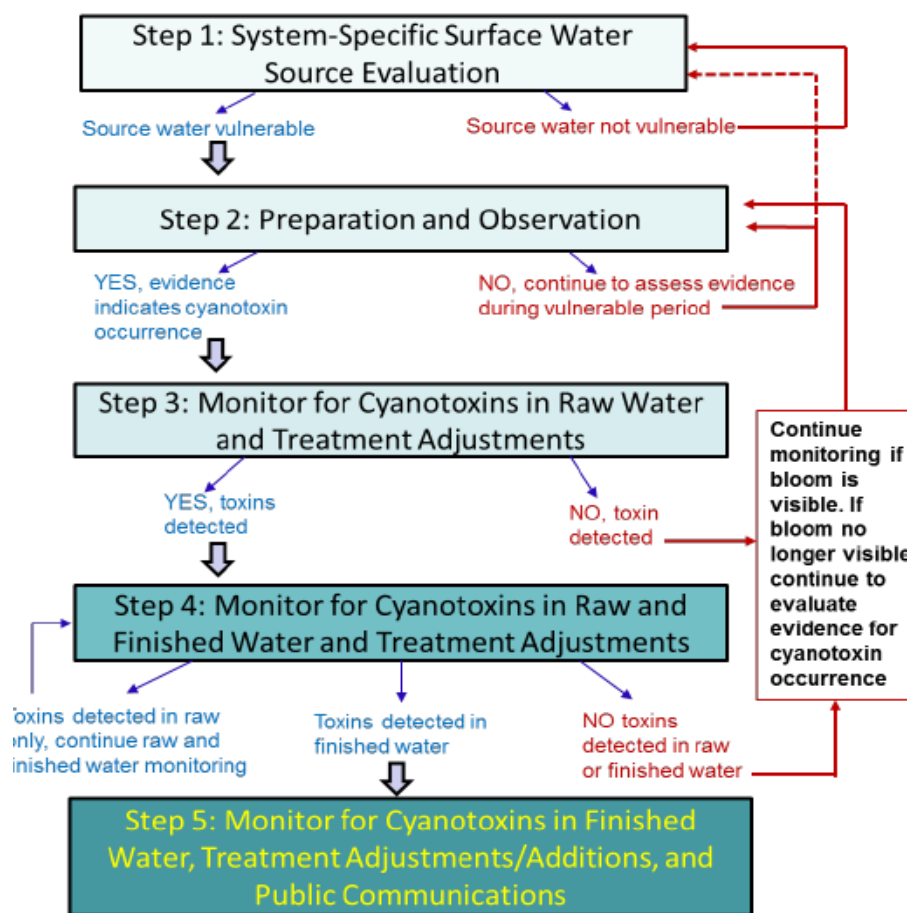 Step 1: System-Specific Surface Water
Source Evaluation
Source water vulnerable
Source water not vulnerable
Step 2: Preparation and Observation
YES, evidence
indicates cyanotoxin
occurrence
NO, continue to assess evidence
during vulnerable period
Step 3: Monitor for Cyanotoxins in Raw Water
and Treatment Adjustments
YES, toxins
detected
NO, toxin
detected
Continue
monitoring if
bloom is
visible. If
bloom no
longer visible
continue to
evaluate
evidence for
cyanotoxin
occurrence
Step 4: Monitor for Cyanotoxins in Raw and
Finished Water and Treatment Adjustments
Toxins detected in raw
only, continue raw and
finished water monitoring
Toxins detected in
finished water
NO toxins
detected in raw
or finished water
Step 5: Monitor for Cyanotoxins in Finished
Water, Treatment Adjustments/Additions, and
Public Communications